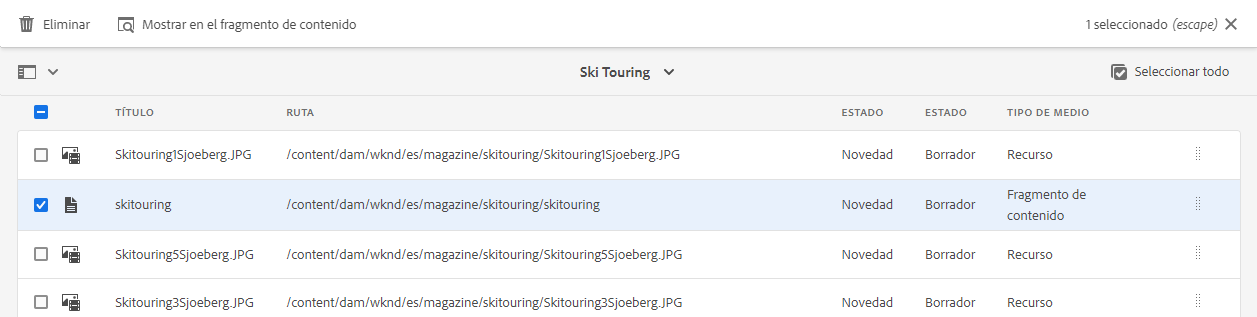 Eliminar Mostrar en el fragmento de contenido 1 seleccionado (escape)
Ski Touring Seleccionar todo
TÍTULO RUTA ESTADO ESTADO TIPO DE MEDIO
Skitouring1Sjoeberg.JPG /content/dam/wknd/es/magazine/skitouring/Skitouring1Sjoeberg.JPG Novedad Borrador Recurso
skitouring /content/dam/wknd/es/magazine/skitouring/skitouring Novedad Borrador Fragmento de
contenido
Skitouring5Sjoeberg.JPG /content/dam/wknd/es/magazine/skitouring/Skitouring5Sjoeberg.JPG Novedad Borrador Recurso
Skitouring3Sjoeberg.JPG /content/dam/wknd/es/magazine/skitouring/Skitouring3Sjoeberg.JPG Novedad Borrador Recurso